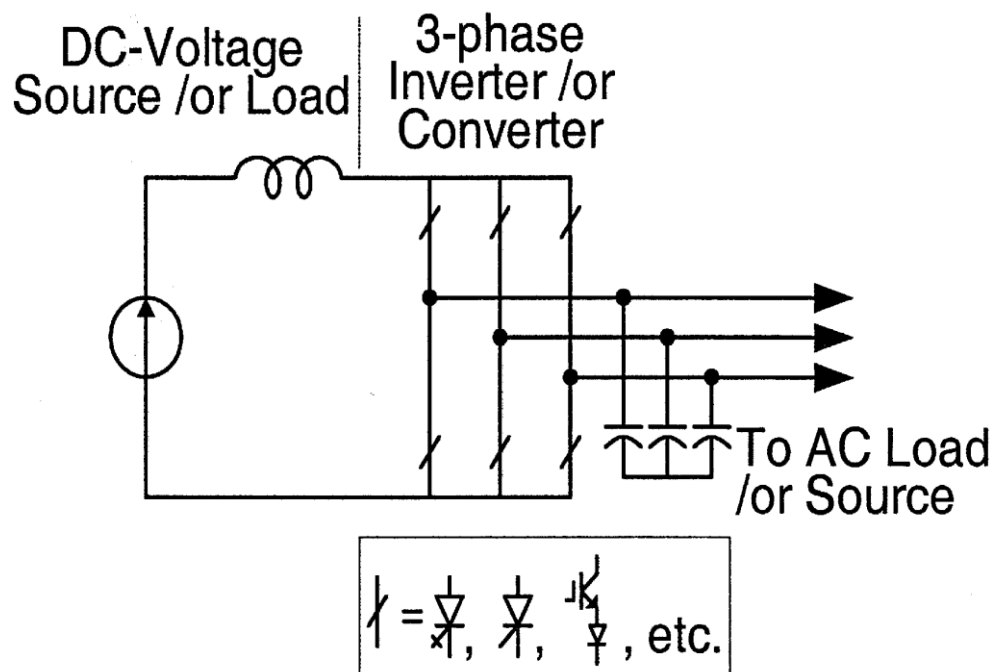 DC-Voltage
Source /or Load
3-phase
Inverter /or
Converter
To AC Load
/or Source
= , , , etc.